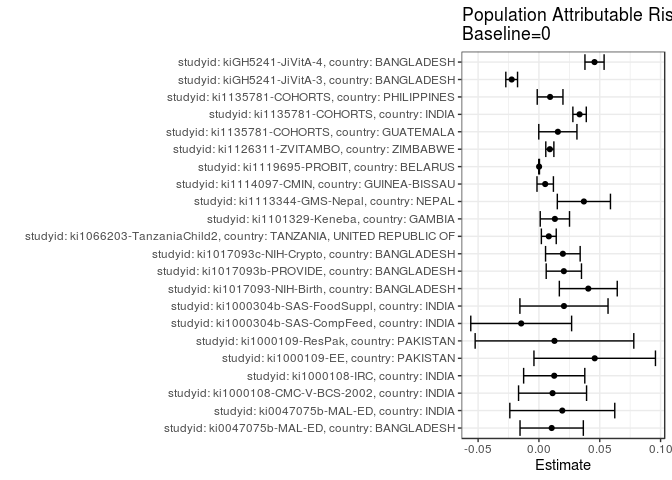 Population Attributable Ris
Baseline=0
studyid: kiGH5241-JiVitA-4, country: BANGLADESH
studyid: kiGH5241-JiVitA-3, country: BANGLADESH
studyid: ki1135781-COHORTS, country: PHILIPPINES
studyid: ki1135781-COHORTS, country: INDIA
studyid: ki1135781-COHORTS, country: GUATEMALA
studyid: ki1126311-ZVITAMBO, country: ZIMBABWE
studyid: ki1119695-PROBIT, country: BELARUS
studyid: ki1114097-CMIN, country: GUINEA-BISSAU
studyid: ki1113344-GMS-Nepal, country: NEPAL
studyid: ki1101329-Keneba, country: GAMBIA
studyid: ki1066203-TanzaniaChild2, country: TANZANIA, UNITED REPUBLIC OF
studyid: ki1017093c-NIH-Crypto, country: BANGLADESH
studyid: ki1017093b-PROVIDE, country: BANGLADESH
studyid: ki1017093-NIH-Birth, country: BANGLADESH
studyid: ki1000304b-SAS-FoodSuppl, country: INDIA
studyid: ki1000304b-SAS-CompFeed, country: INDIA
studyid: ki1000109-ResPak, country: PAKISTAN
studyid: ki1000109-EE, country: PAKISTAN
studyid: ki1000108-IRC, country: INDIA
studyid: ki1000108-CMC-V-BCS-2002, country: INDIA
studyid: ki0047075b-MAL-ED, country: INDIA
studyid: ki0047075b-MAL-ED, country: BANGLADESH
-0.05 0.00 0.05 0.10
Estimate